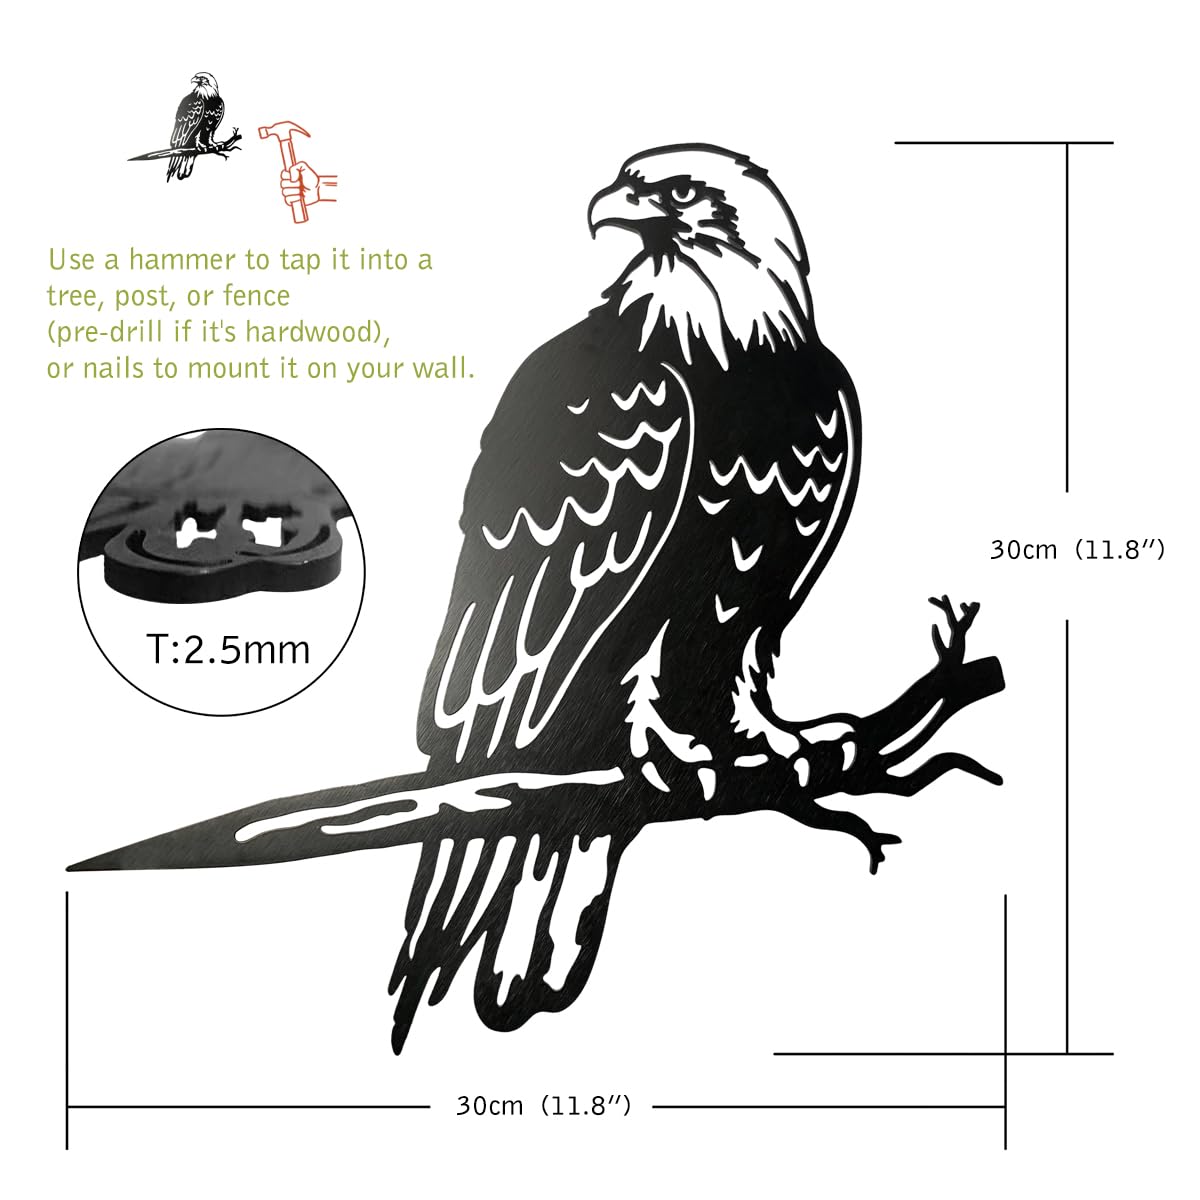 Use a hammer to tap it into a
tree, post, or fence
(pre-drill if it's hardwood),
or nails to mount it on your wall.
T:2.5mm
30cm (11.8″)
30cm (11.8″)